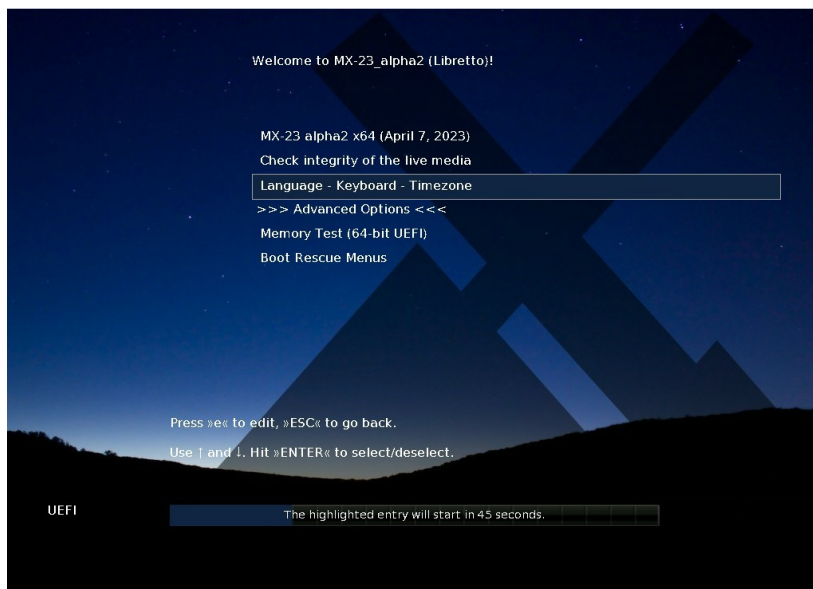 Welcome to MX-23_alpha2 (Libretto)!
MX-23 alpha2 x64 (April 7, 2023)
Check integrity of the live media
Language - Keyboard - Timezone
>>> Advanced Options <<<
Memory Test (64-bit UEFI)
Boot Rescue Menus
Press »e« to edit, »ESC« to go back.
Use ↑ and ↓. Hit »ENTER« to select/deselect.
UEFI
The highlighted entry will start in 45 seconds.